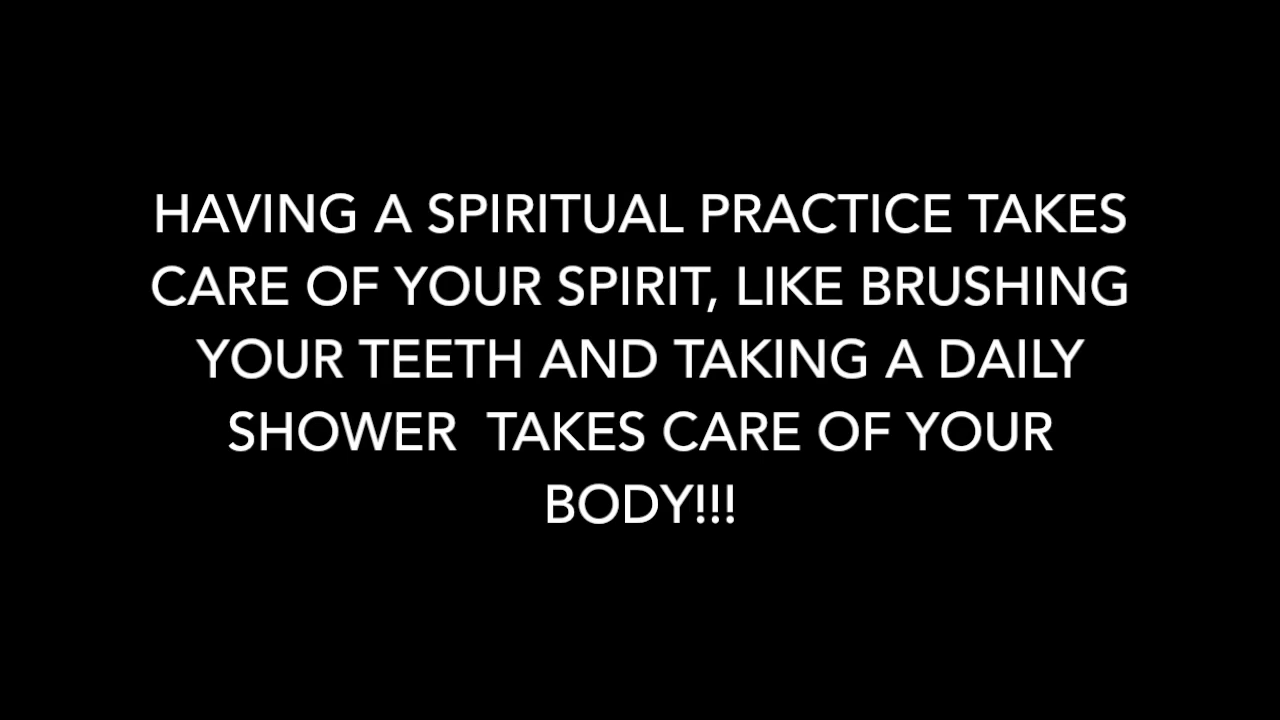 HAVING A SPIRITUAL PRACTICE TAKES
CARE OF YOUR SPIRIT, LIKE BRUSHING
YOUR TEETH AND TAKING A DAILY
SHOWER  TAKES CARE OF YOUR
BODY!!!